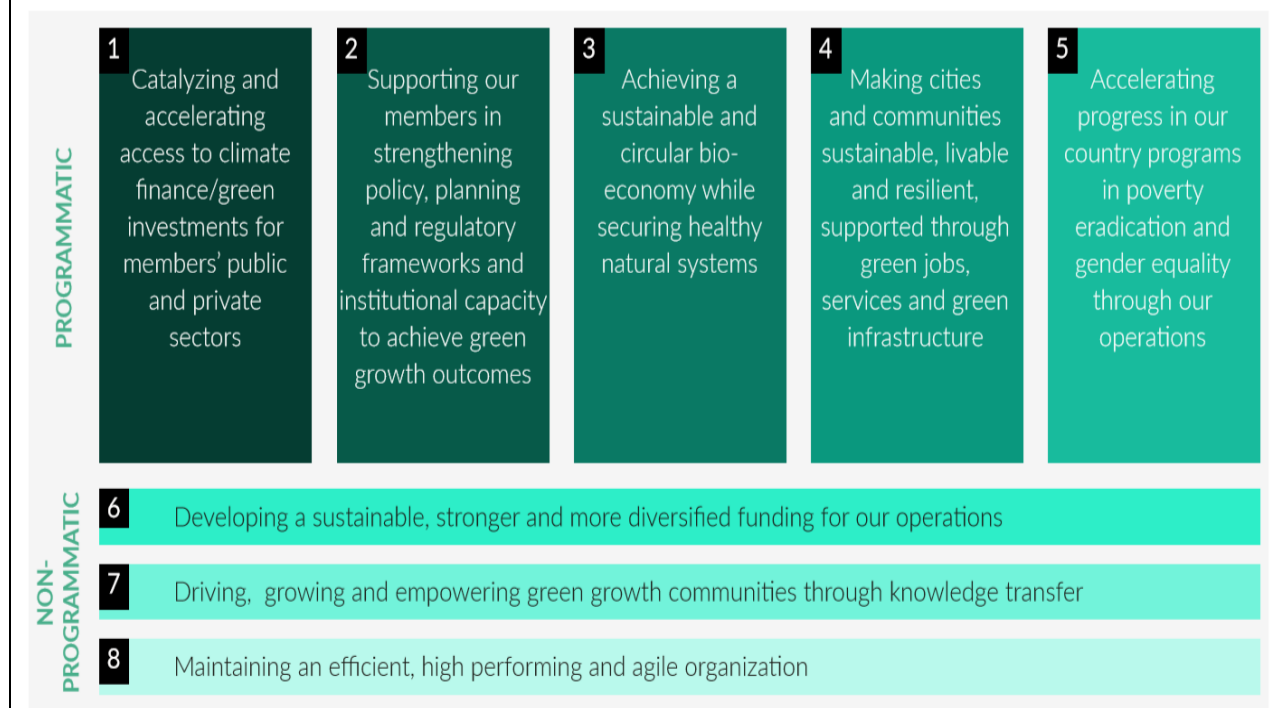 PROGRAMMATIC
1
Catalyzing and
accelerating
access to climate
finance/green
investments for
members’ public
and private
sectors
2
Supporting our
members in
strengthening
policy, planning
and regulatory
frameworks and
institutional capacity
to achieve green
growth outcomes
3
Achieving a
sustainable and
circular bio-
economy while
securing healthy
natural systems
4
Making cities
and communities
sustainable, livable
and resilient,
supported through
green jobs,
services and green
infrastructure
5
Accelerating
progress in our
country programs
in poverty
eradication and
gender equality
through our
operations
NON-
PROGRAMMATIC
6
Developing a sustainable, stronger and more diversified funding for our operations
7
Driving, growing and empowering green growth communities through knowledge transfer
8
Maintaining an efficient, high performing and agile organization